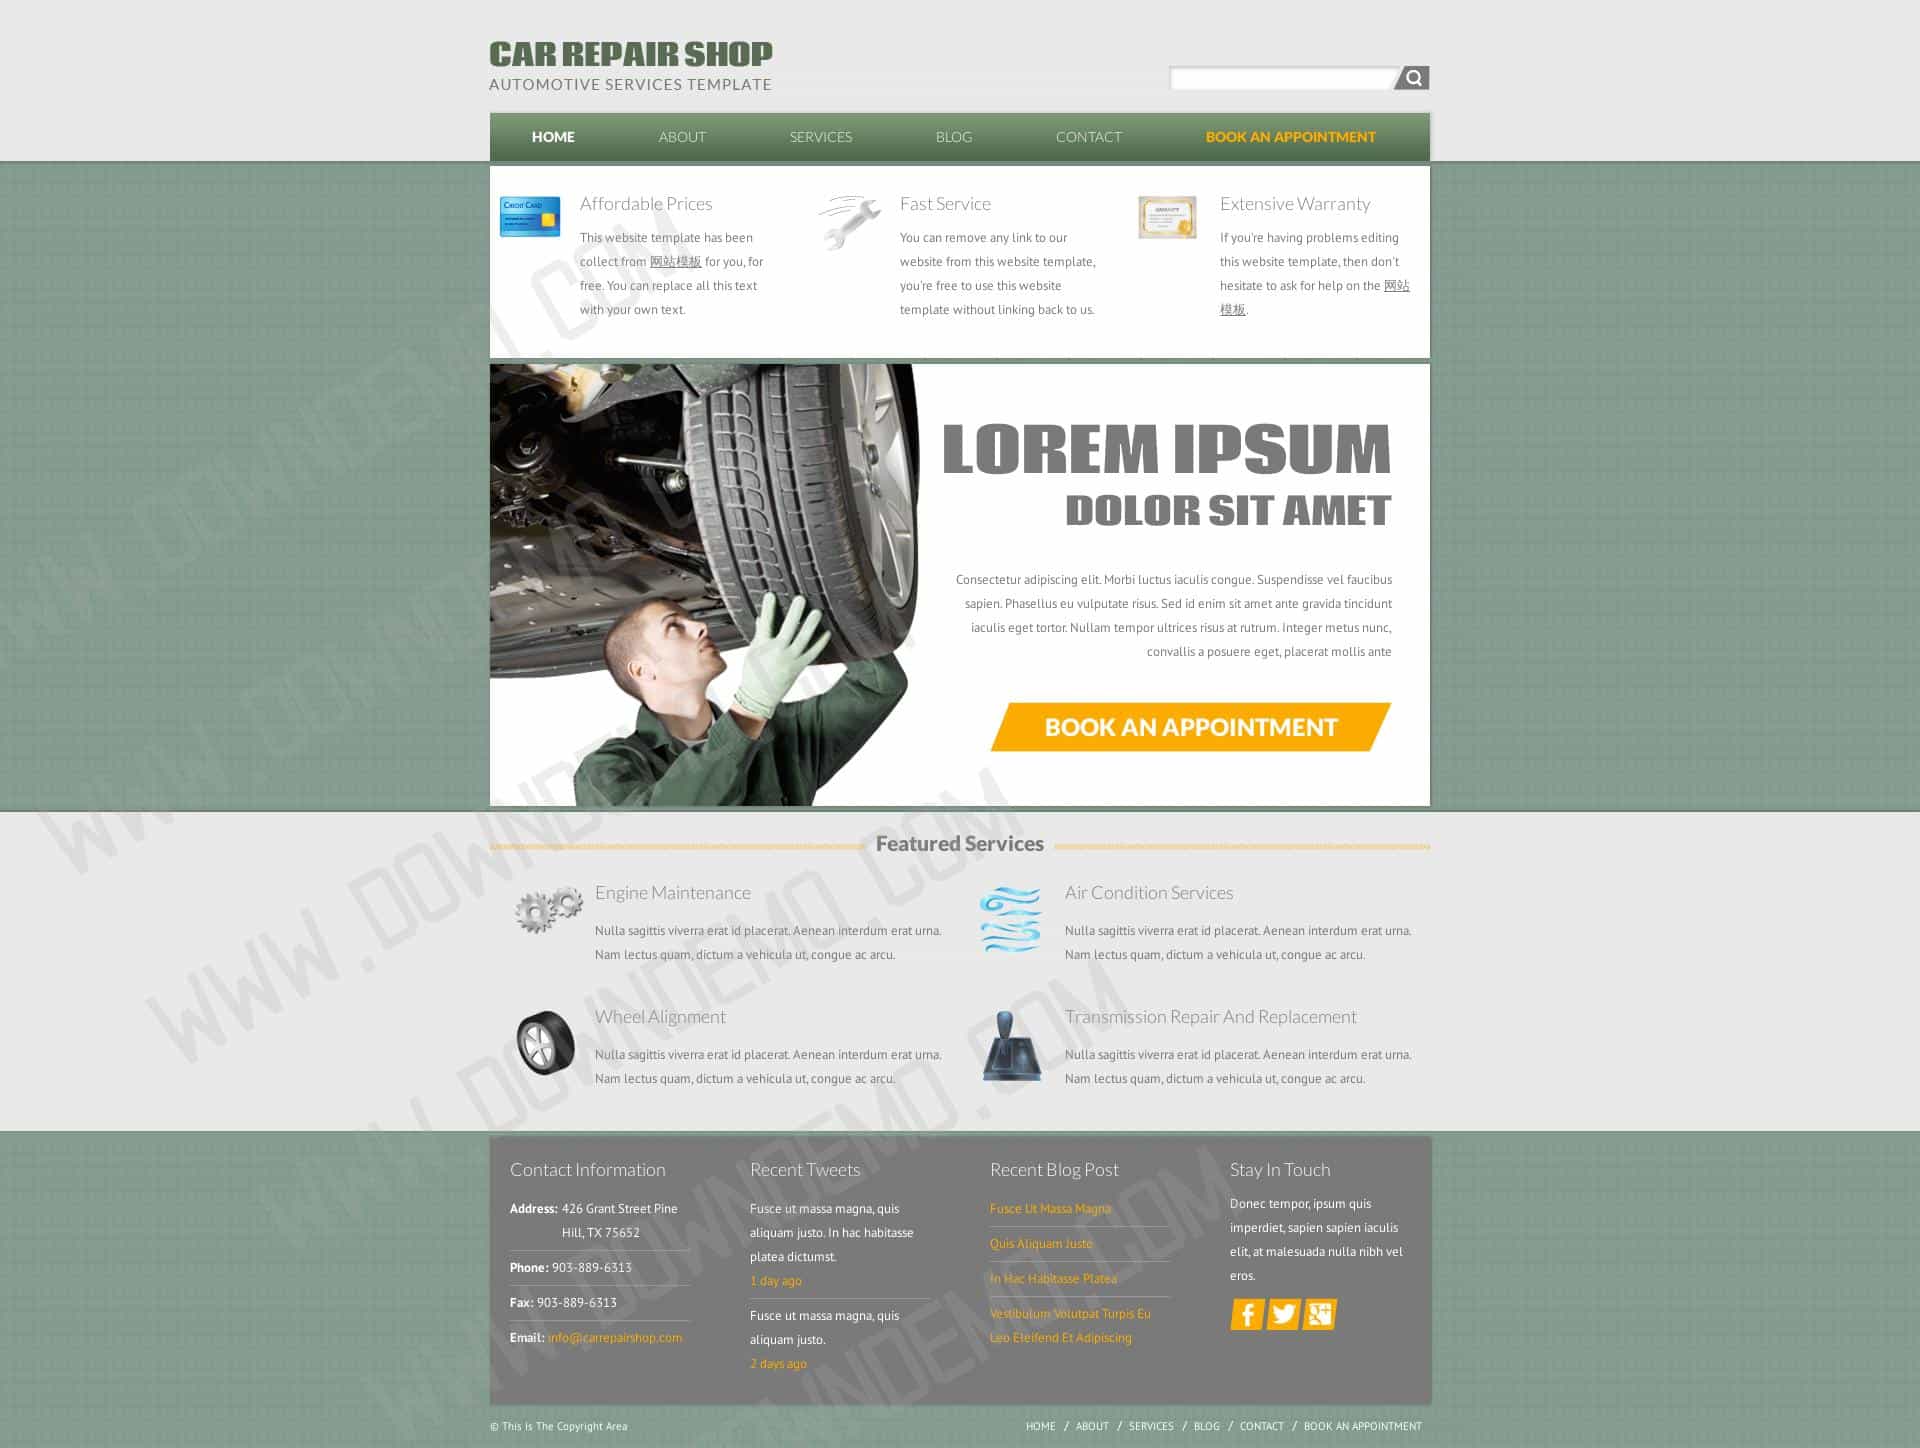 CAR REPAIR SHOP
AUTOMOTIVE SERVICES TEMPLATE
HOME ABOUT SERVICES BLOG CONTACT BOOK AN APPOINTMENT
Affordable Prices
This website template has been
collect from 网站模板 for you, for
free. You can replace all this text
with your own text.
Fast Service
You can remove any link to our
website from this website template,
you're free to use this website
template without linking back to us.
Extensive Warranty
If you're having problems editing
this website template, then don't
hesitate to ask for help on the 网站
模板.
CREDIT CARD
LOREM IPSUM
DOLOR SIT AMET
Consectetur adipiscing elit. Morbi luctus iaculis congue. Suspendisse vel faucibus
sapien. Phasellus eu vulputate risus. Sed id enim sit amet ante gravida tincidunt
iaculis eget tortor. Nullam tempor ultrices risus at rutrum. Integer metus nunc,
convallis a posuere eget, placerat mollis ante
BOOK AN APPOINTMENT
Featured Services
Engine Maintenance
Nulla sagittis viverra erat id placerat. Aenean interdum erat urna.
Nam lectus quam, dictum a vehicula ut, congue ac arcu.
Air Condition Services
Nulla sagittis viverra erat id placerat. Aenean interdum erat urna.
Nam lectus quam, dictum a vehicula ut, congue ac arcu.
Wheel Alignment
Nulla sagittis viverra erat id placerat. Aenean interdum erat urna.
Nam lectus quam, dictum a vehicula ut, congue ac arcu.
Transmission Repair And Replacement
Nulla sagittis viverra erat id placerat. Aenean interdum erat urna.
Nam lectus quam, dictum a vehicula ut, congue ac arcu.
Contact Information
Address: 426 Grant Street Pine
Hill, TX 75652
Phone: 903-889-6313
Fax: 903-889-6313
Email: info@carrepairshop.com
Recent Tweets
Fusce ut massa magna, quis
aliquam justo. In hac habitasse
platea dictumst.
1 day ago
Fusce ut massa magna, quis
aliquam justo.
2 days ago
Recent Blog Post
Fusce Ut Massa Magna
Quis Aliquam Justo
In Hac Habitasse Platea
Vestibulum Volutpat Turpis Eu
Leo Eleifend Et Adipiscing
Stay In Touch
Donec tempor, ipsum quis
imperdiet, sapien sapien iaculis
elit, at malesuada nulla nibh vel
eros.
© This Is The Copyright Area
HOME / ABOUT / SERVICES / BLOG / CONTACT / BOOK AN APPOINTMENT
WWW.DOWNDEMO.COM
WWW.DOWNDEMO.COM
WWW.DOWNDEMO.COM
WWW.DOWNDEMO.COM
WWW.DOWNDEMO.COM